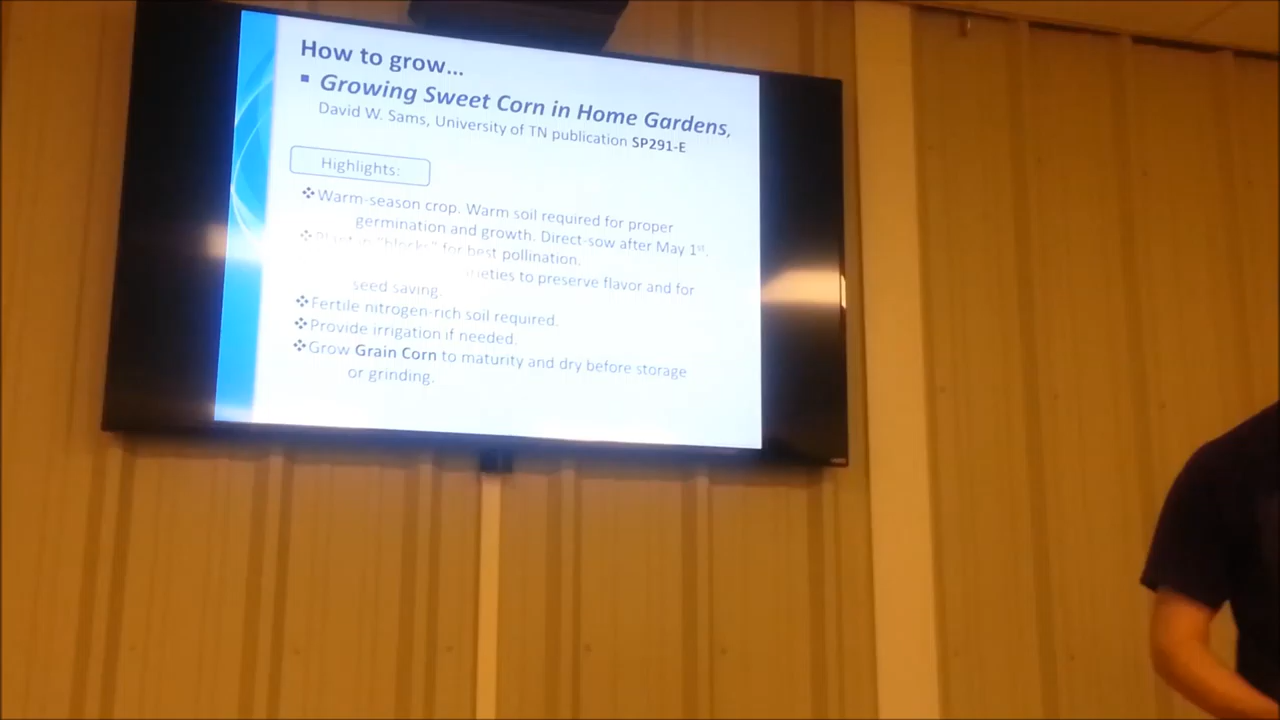 How to grow...
▪ Growing Sweet Corn in Home Gardens,
David W. Sams, University of TN publication SP291-E
Highlights:
❖Warm-season crop. Warm soil required for proper
germination and growth. Direct-sow after May 1st.
❖ "blocks" for best pollination.
to preserve flavor and for
seed saving.
❖Fertile nitrogen-rich soil required.
❖Provide irrigation if needed.
❖Grow Grain Corn to maturity and dry before storage
or grinding.